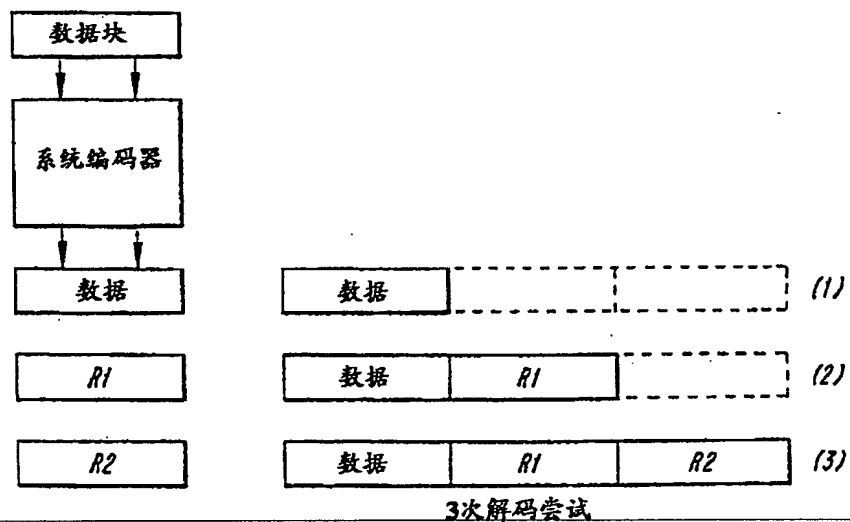 数据块
系统编码器
数据 数据 (1)
R1 数据 R1 (2)
R2 数据 R1 R2 (3)
3次解码尝试